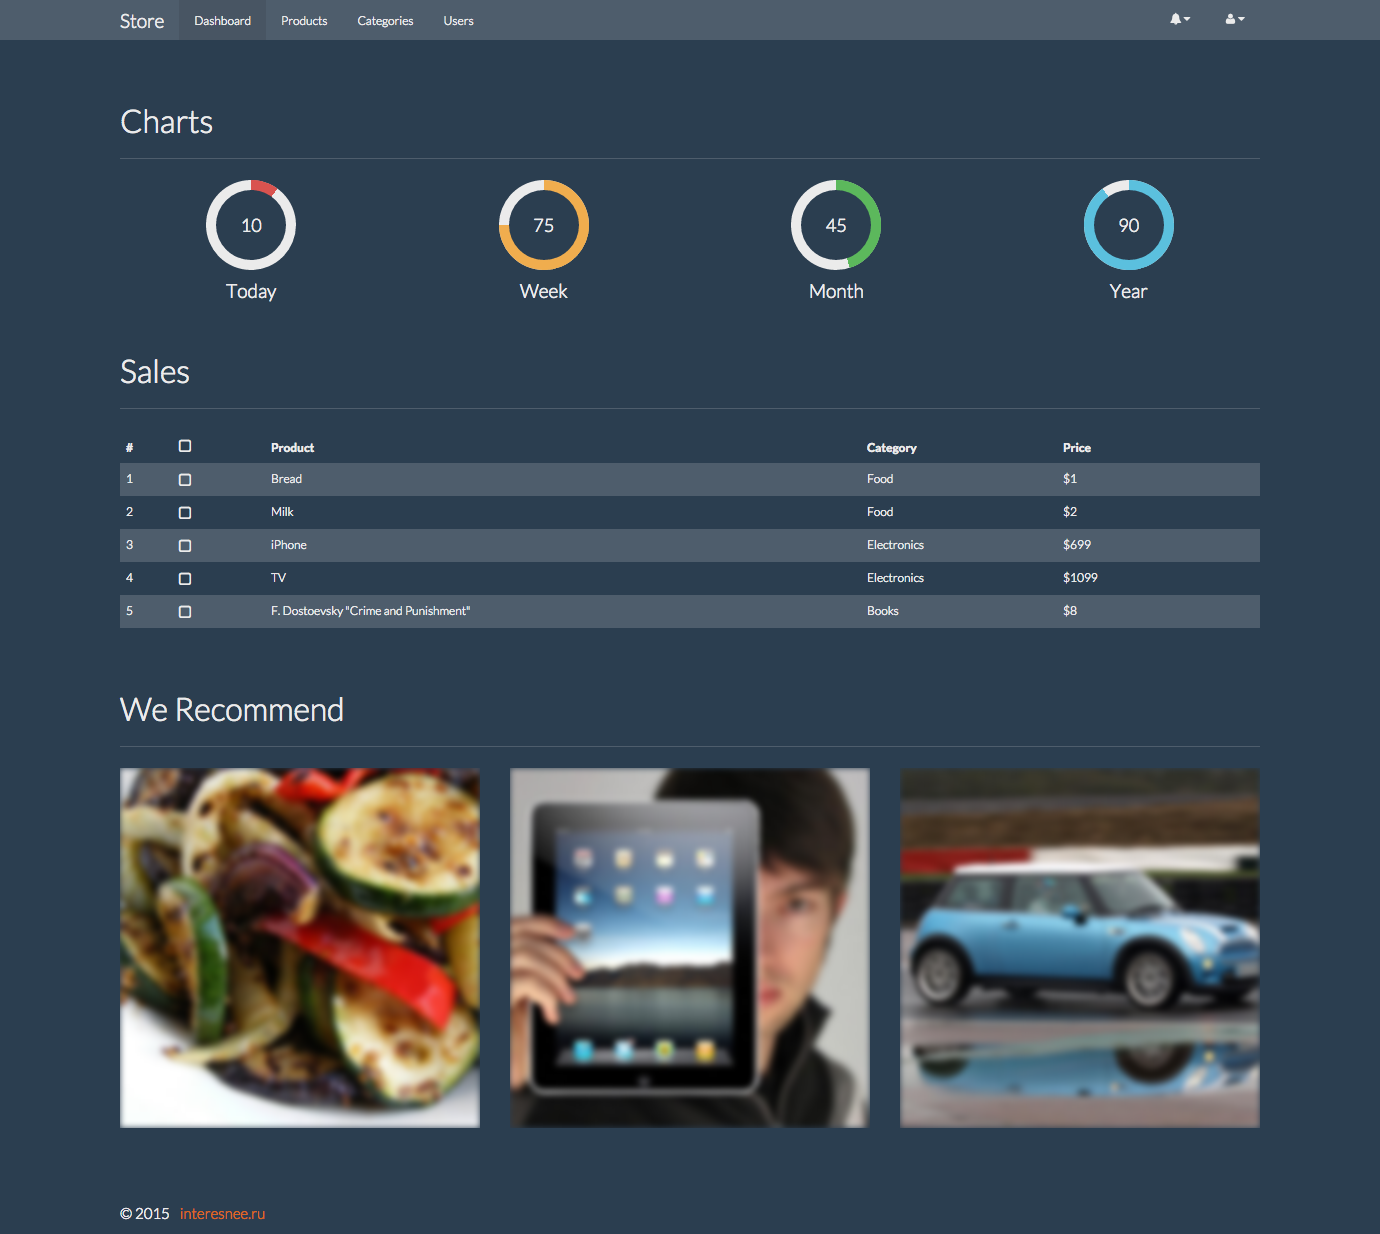 Store Dashboard Products Categories Users
Charts
10 75 45 90
Today Week Month Year
Sales
# Product Category Price
1 Bread Food $1
2 Milk Food $2
3 iPhone Electronics $699
4 TV Electronics $1099
5 F. Dostoevsky "Crime and Punishment" Books $8
We Recommend
© 2015 interesnee.ru